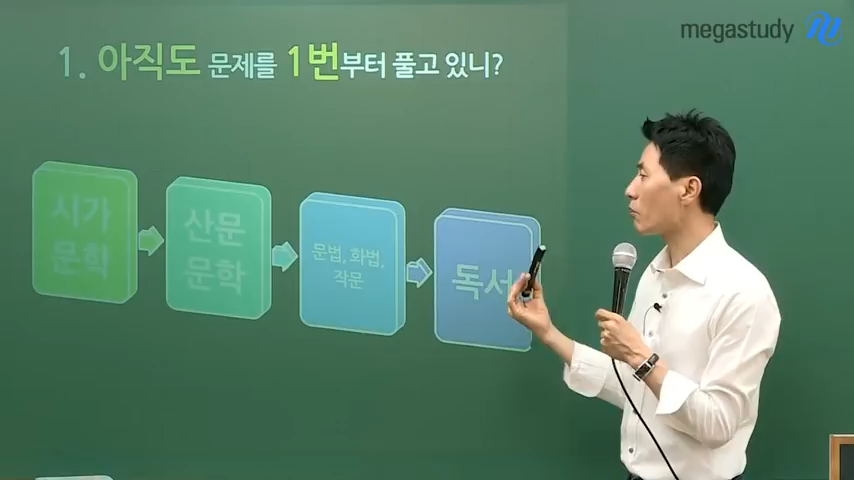 megastudy
1. 아직도 문제를 1번부터 풀고 있니?
시가
문학
산문
문학
문법, 화법,
작문
독서